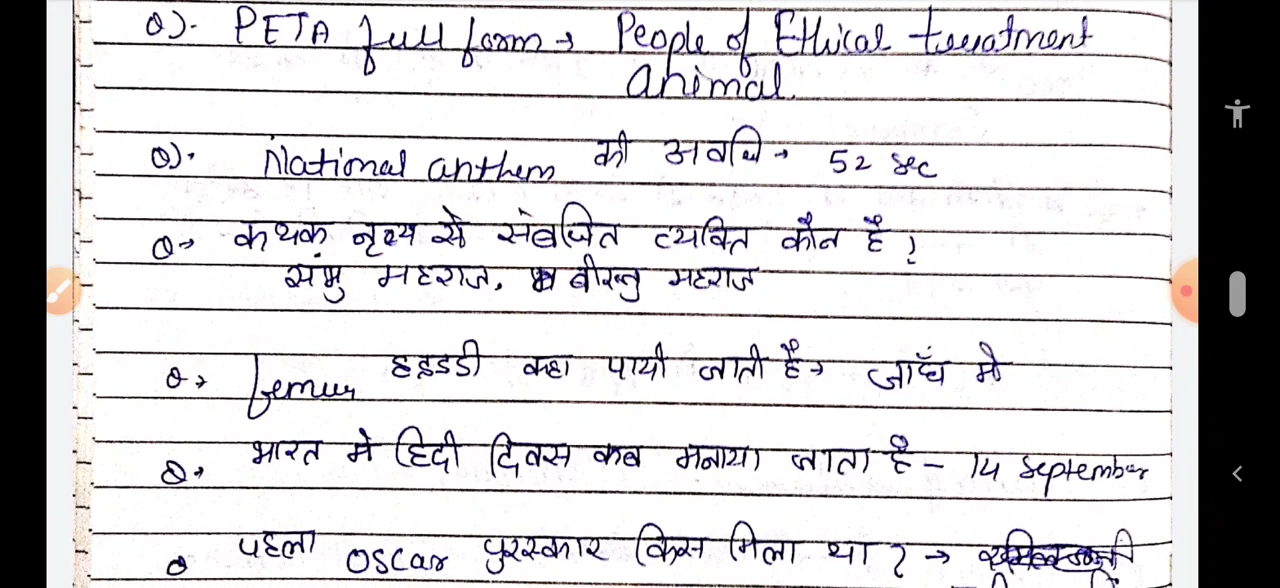 Q). PETA full form → People of Ethical treatment
animal.
Q). National anthem की अवधि → 52 sec
Q→ कथक नृत्य से संबंधित व्यक्ति कौन है ?
संभु महराज, बीरजु महराज
Q→ femur हडडी कहा पायी जाती है → जाँघ में
Q→ भारत मे हिदी दिवस कब मनाया जाता है – 14 September
Q पहला oscar पुरस्कार किस मिला था ? →